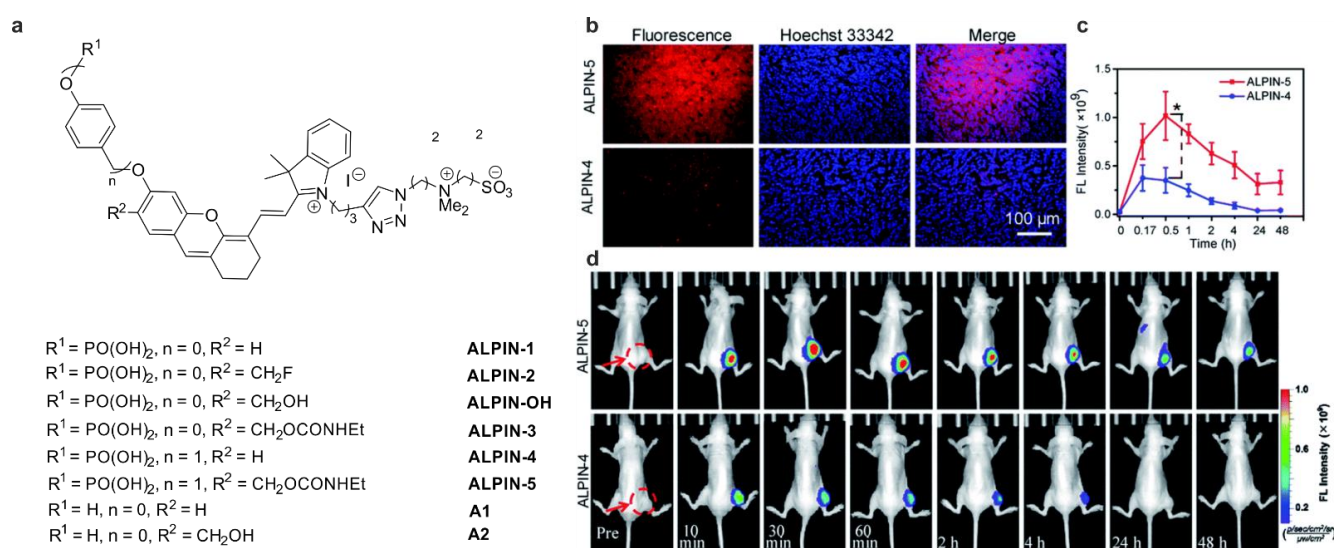 a
R¹
O
n
O
R²
O
N
⊕
I⊖
3
N=N
N
2
2
N
⊕
Me₂
SO₃
⊖
R¹ = PO(OH)₂, n = 0, R² = H ALPIN-1
R¹ = PO(OH)₂, n = 0, R² = CH₂F ALPIN-2
R¹ = PO(OH)₂, n = 0, R² = CH₂OH ALPIN-OH
R¹ = PO(OH)₂, n = 0, R² = CH₂OCONHEt ALPIN-3
R¹ = PO(OH)₂, n = 1, R² = H ALPIN-4
R¹ = PO(OH)₂, n = 1, R² = CH₂OCONHEt ALPIN-5
R¹ = H, n = 0, R² = H A1
R¹ = H, n = 0, R² = CH₂OH A2
b
Fluorescence Hoechst 33342 Merge
ALPIN-5
ALPIN-4
100 μm
c
FL Intensity( ×10⁹)
1.5
1.0
0.5
0.0
ALPIN-5
ALPIN-4
*
0 0.17 0.5 1 2 4 24 48
Time (h)
d
ALPIN-5
ALPIN-4
Pre 10 min 30 min 60 min 2 h 4 h 24 h 48 h
1.0
0.6
0.2